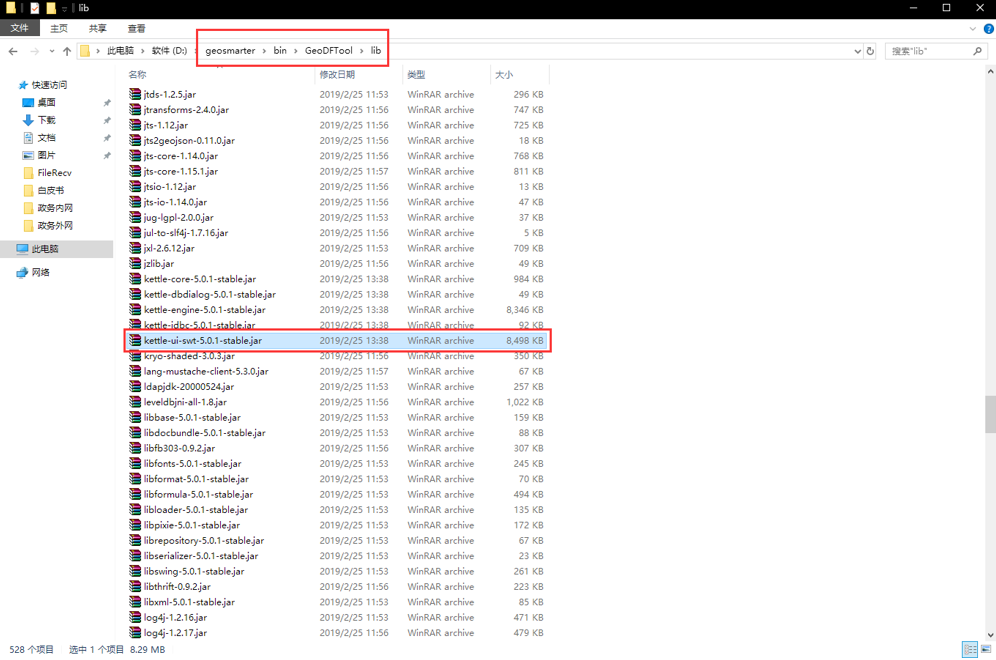 lib
文件 主页 共享 查看
此电脑 › 软件 (D:) › geosmarter › bin › GeoDFTool › lib 搜索"lib"
名称 修改日期 类型 大小
快速访问
桌面
下载
文档
图片
FileRecv
白皮书
政务内网
政务外网
此电脑
网络
jtds-1.2.5.jar 2019/2/25 11:53 WinRAR archive 296 KB
jtransforms-2.4.0.jar 2019/2/25 11:56 WinRAR archive 747 KB
jts-1.12.jar 2019/2/25 11:56 WinRAR archive 725 KB
jts2geojson-0.11.0.jar 2019/2/25 11:56 WinRAR archive 18 KB
jts-core-1.14.0.jar 2019/2/25 11:56 WinRAR archive 768 KB
jts-core-1.15.1.jar 2019/2/25 11:57 WinRAR archive 811 KB
jtsio-1.12.jar 2019/2/25 11:56 WinRAR archive 13 KB
jts-io-1.14.0.jar 2019/2/25 11:56 WinRAR archive 47 KB
jug-lgpl-2.0.0.jar 2019/2/25 11:53 WinRAR archive 37 KB
jul-to-slf4j-1.7.16.jar 2019/2/25 11:56 WinRAR archive 5 KB
jxl-2.6.12.jar 2019/2/25 11:53 WinRAR archive 709 KB
jzlib.jar 2019/2/25 11:56 WinRAR archive 49 KB
kettle-core-5.0.1-stable.jar 2019/2/25 13:38 WinRAR archive 984 KB
kettle-dbdialog-5.0.1-stable.jar 2019/2/25 13:38 WinRAR archive 49 KB
kettle-engine-5.0.1-stable.jar 2019/2/25 13:38 WinRAR archive 8,346 KB
kettle-jdbc-5.0.1-stable.jar 2019/2/25 13:38 WinRAR archive 92 KB
kettle-ui-swt-5.0.1-stable.jar 2019/2/25 13:38 WinRAR archive 8,498 KB
kryo-shaded-3.0.3.jar 2019/2/25 11:56 WinRAR archive 350 KB
lang-mustache-client-5.3.0.jar 2019/2/25 11:57 WinRAR archive 67 KB
ldapjdk-20000524.jar 2019/2/25 11:53 WinRAR archive 257 KB
leveldbjni-all-1.8.jar 2019/2/25 11:56 WinRAR archive 1,022 KB
libbase-5.0.1-stable.jar 2019/2/25 11:53 WinRAR archive 159 KB
libdocbundle-5.0.1-stable.jar 2019/2/25 11:53 WinRAR archive 88 KB
libfb303-0.9.2.jar 2019/2/25 11:56 WinRAR archive 307 KB
libfonts-5.0.1-stable.jar 2019/2/25 11:53 WinRAR archive 245 KB
libformat-5.0.1-stable.jar 2019/2/25 11:53 WinRAR archive 70 KB
libformula-5.0.1-stable.jar 2019/2/25 11:53 WinRAR archive 494 KB
libloader-5.0.1-stable.jar 2019/2/25 11:53 WinRAR archive 135 KB
libpixie-5.0.1-stable.jar 2019/2/25 11:53 WinRAR archive 172 KB
librepository-5.0.1-stable.jar 2019/2/25 11:53 WinRAR archive 67 KB
libserializer-5.0.1-stable.jar 2019/2/25 11:53 WinRAR archive 23 KB
libswing-5.0.1-stable.jar 2019/2/25 11:53 WinRAR archive 261 KB
libthrift-0.9.2.jar 2019/2/25 11:56 WinRAR archive 223 KB
libxml-5.0.1-stable.jar 2019/2/25 11:53 WinRAR archive 85 KB
log4j-1.2.16.jar 2019/2/25 11:53 WinRAR archive 471 KB
log4j-1.2.17.jar 2019/2/25 11:56 WinRAR archive 479 KB
528 个项目 选中 1 个项目 8.29 MB